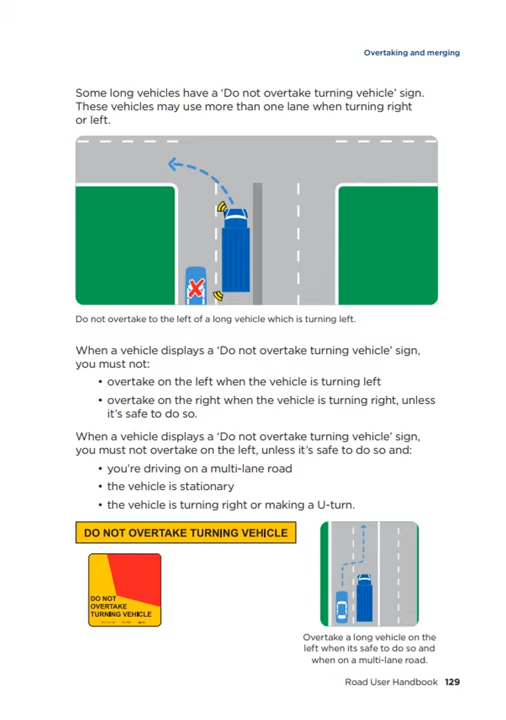 Overtaking and merging
Some long vehicles have a ‘Do not overtake turning vehicle’ sign.
These vehicles may use more than one lane when turning right
or left.
Do not overtake to the left of a long vehicle which is turning left.
When a vehicle displays a ‘Do not overtake turning vehicle’ sign,
you must not:
• overtake on the left when the vehicle is turning left
• overtake on the right when the vehicle is turning right, unless
it’s safe to do so.
When a vehicle displays a ‘Do not overtake turning vehicle’ sign,
you must not overtake on the left, unless it’s safe to do so and:
• you’re driving on a multi-lane road
• the vehicle is stationary
• the vehicle is turning right or making a U-turn.
DO NOT OVERTAKE TURNING VEHICLE
DO NOT
OVERTAKE
TURNING VEHICLE
Overtake a long vehicle on the
left when its safe to do so and
when on a multi-lane road.
Road User Handbook 129